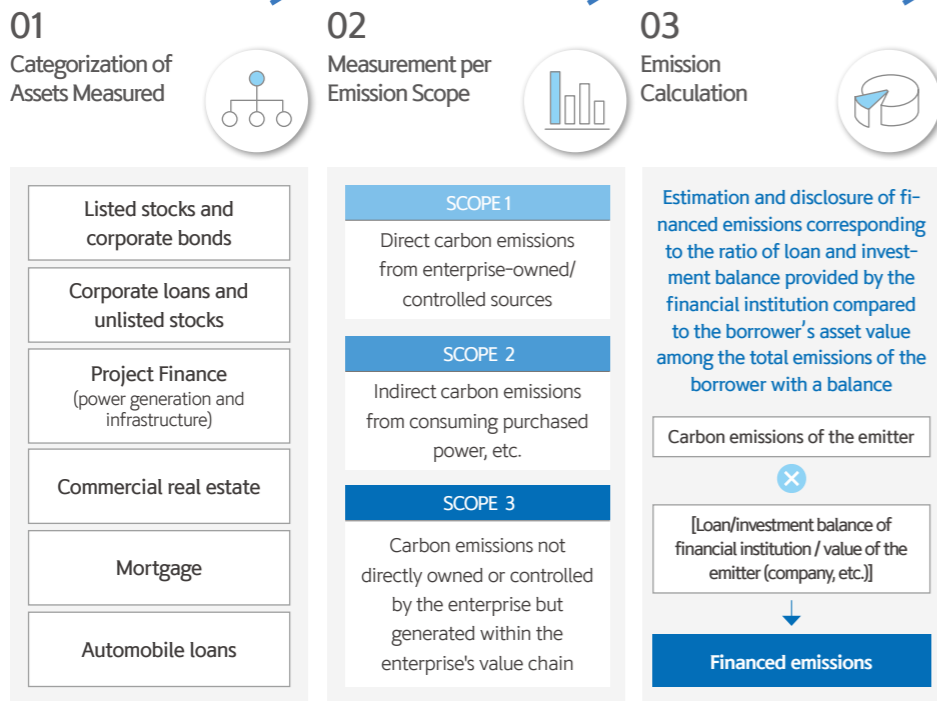 01
Categorization of
Assets Measured
Listed stocks and
corporate bonds
Corporate loans and
unlisted stocks
Project Finance
(power generation and
infrastructure)
Commercial real estate
Mortgage
Automobile loans
02
Measurement per
Emission Scope
SCOPE 1
Direct carbon emissions
from enterprise-owned/
controlled sources
SCOPE 2
Indirect carbon emissions
from consuming purchased
power, etc.
SCOPE 3
Carbon emissions not
directly owned or controlled
by the enterprise but
generated within the
enterprise's value chain
03
Emission
Calculation
Estimation and disclosure of fi-
nanced emissions corresponding
to the ratio of loan and invest-
ment balance provided by the
financial institution compared
to the borrower's asset value
among the total emissions of the
borrower with a balance
Carbon emissions of the emitter
×
[Loan/investment balance of
financial institution / value of the
emitter (company, etc.)]
Financed emissions